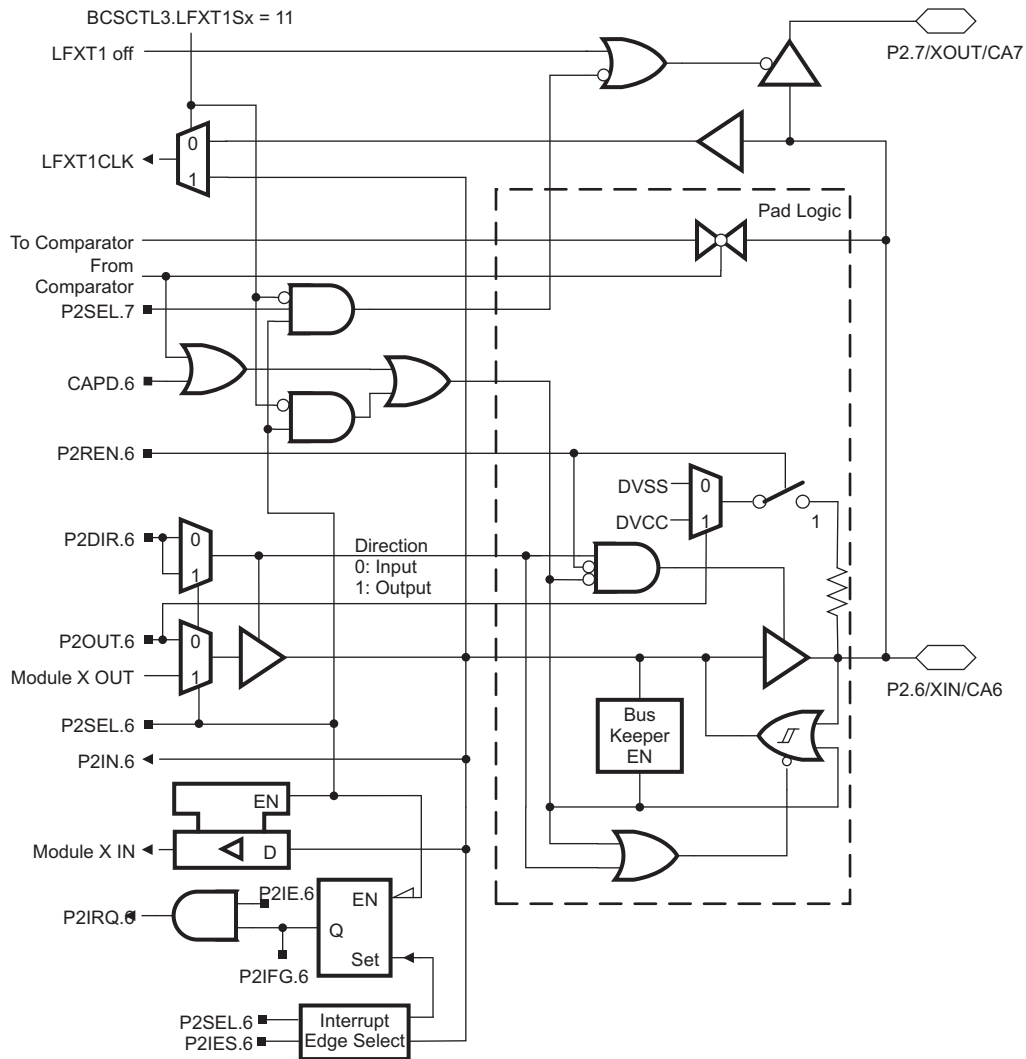 BCSCTL3.LFXT1Sx = 11
LFXT1 off
P2.7/XOUT/CA7
0
LFXT1CLK
1
Pad Logic
To Comparator
From
Comparator
P2SEL.7
CAPD.6
P2REN.6
DVSS
0
DVCC
1
1
P2DIR.6
0
1
Direction
0: Input
1: Output
P2OUT.6
0
Module X OUT
1
P2.6/XIN/CA6
P2SEL.6
Bus
Keeper
EN
P2IN.6
EN
Module X IN
D
P2IE.6
P2IRQ.6
EN
Q
Set
P2IFG.6
P2SEL.6
P2IES.6
Interrupt
Edge Select